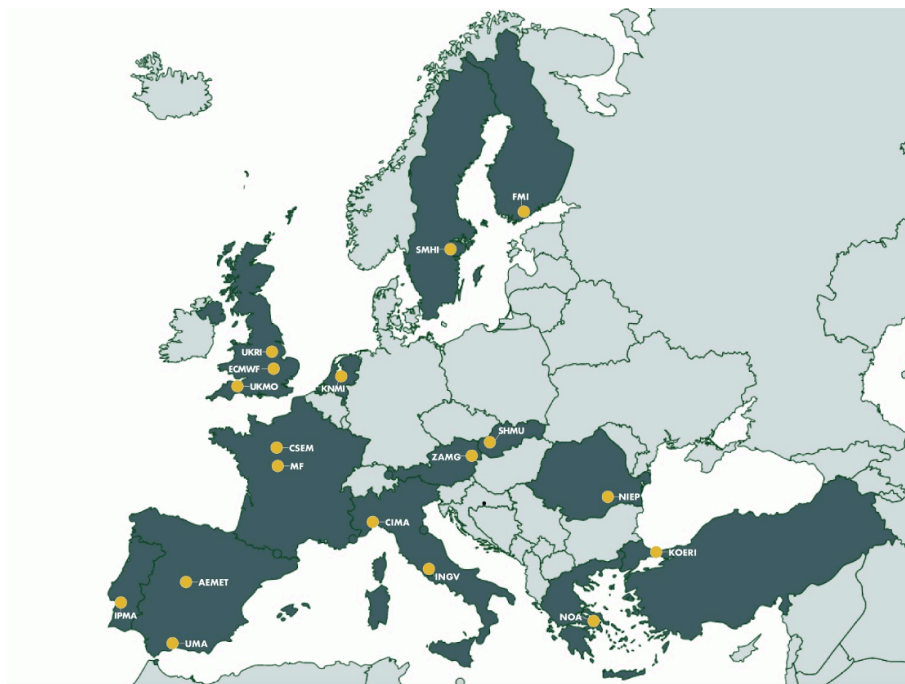 FMI
SMHI
UKRI
ECMWF
UKMO
KNMI
SHMU
CSEM
ZAMG
MF
NIEP
CIMA
KOERI
INGV
AEMET
IPMA
NOA
UMA